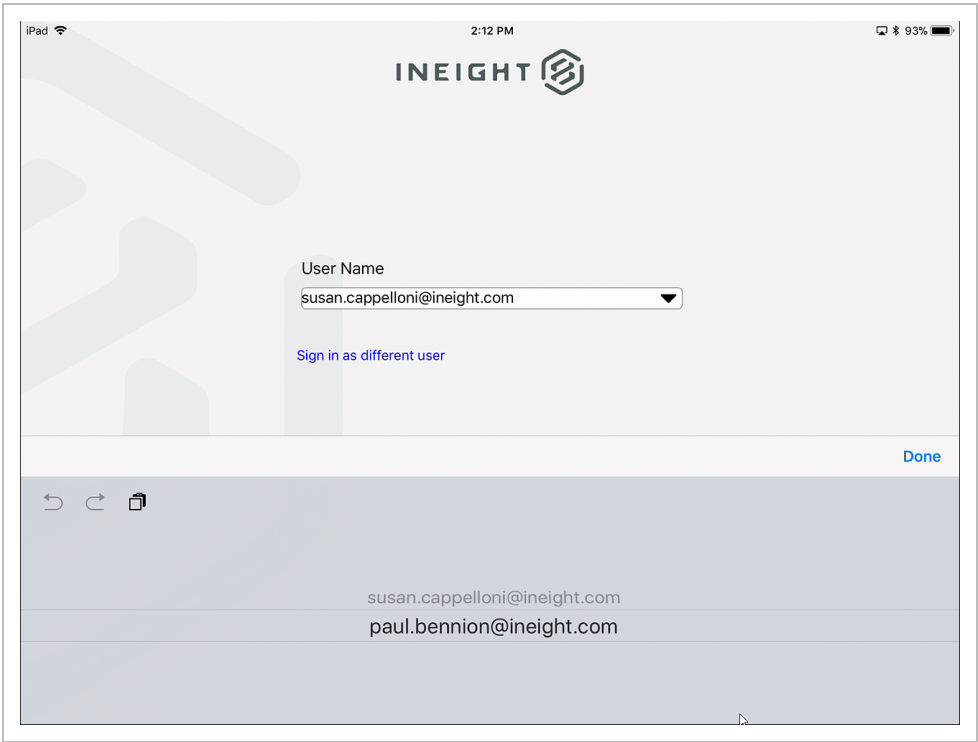 iPad 2:12 PM 93%
INEIGHT
User Name
susan.cappelloni@ineight.com
Sign in as different user
Done
susan.cappelloni@ineight.com
paul.bennion@ineight.com